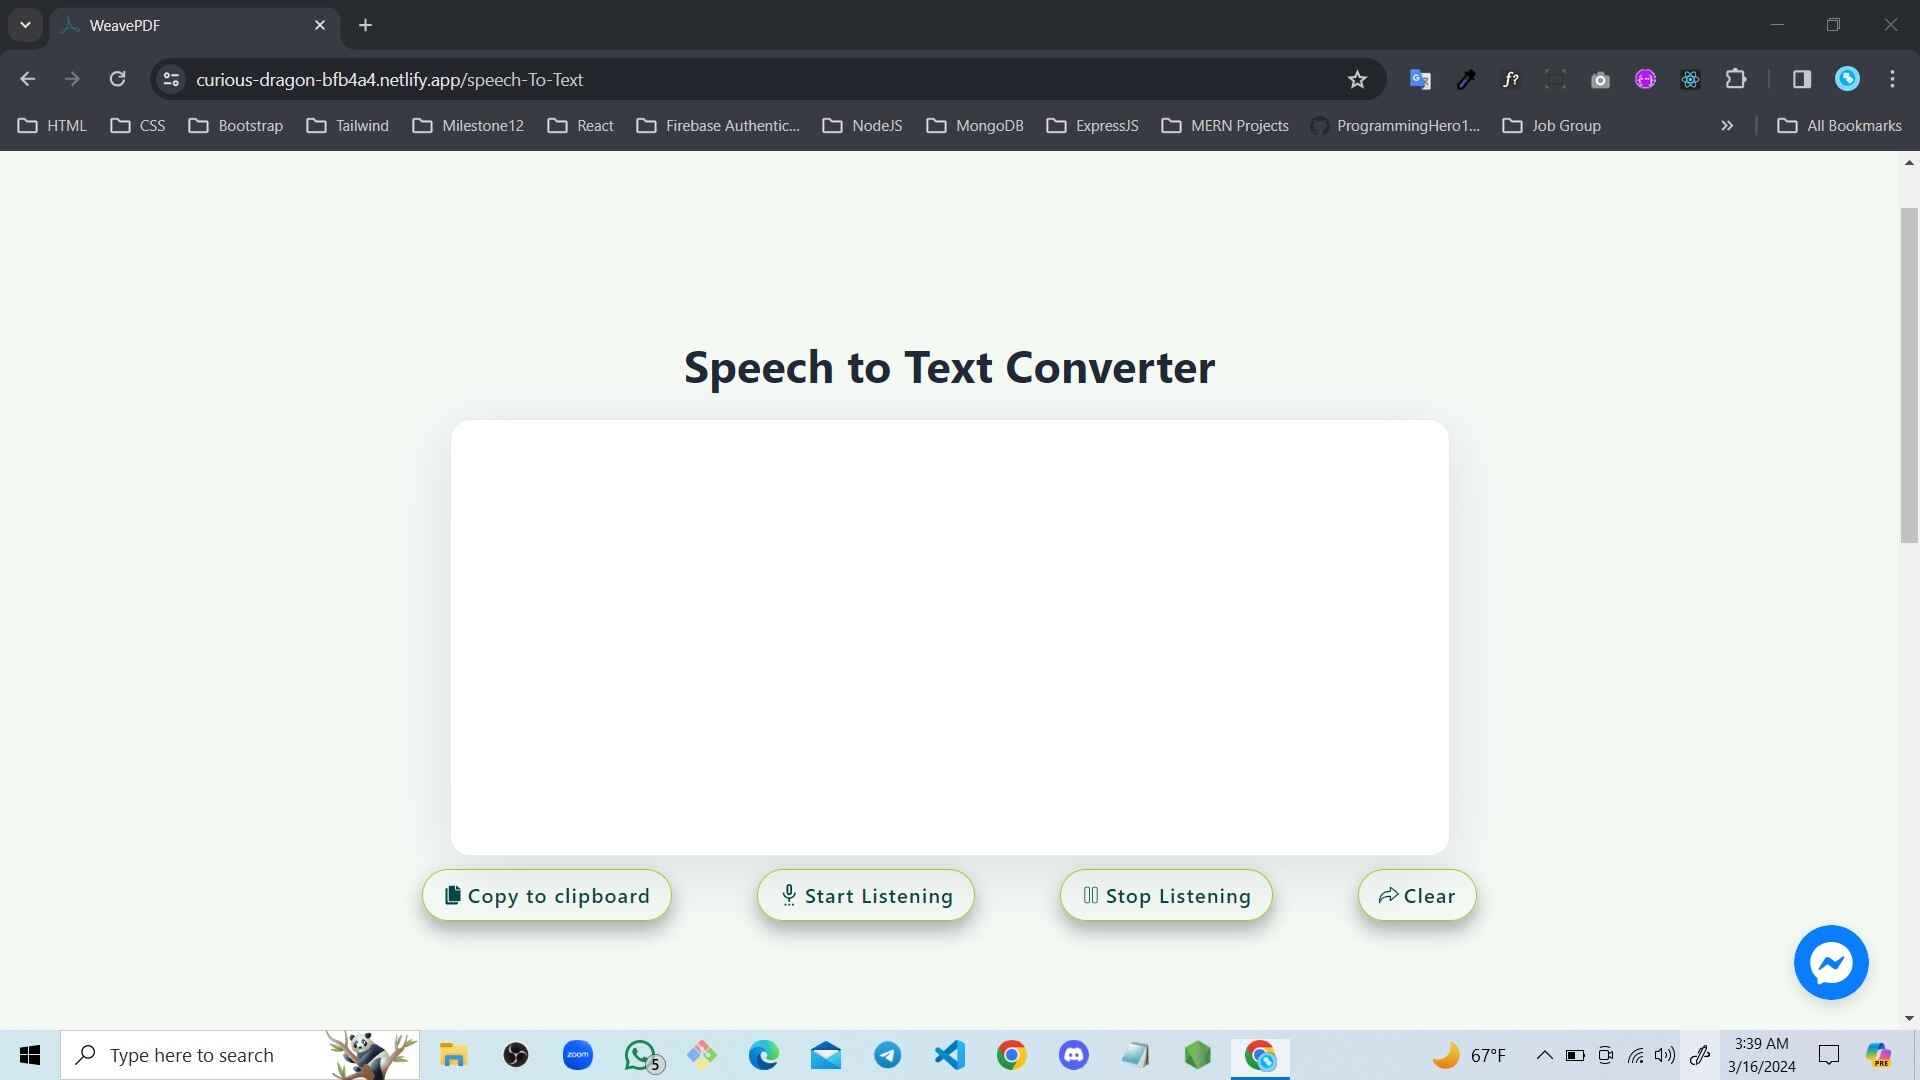 WeavePDF
curious-dragon-bfb4a4.netlify.app/speech-To-Text
HTML CSS Bootstrap Tailwind Milestone12 React Firebase Authentic... NodeJS MongoDB ExpressJS MERN Projects ProgrammingHero1... Job Group » All Bookmarks
Speech to Text Converter
Copy to clipboard Start Listening Stop Listening Clear
Type here to search zoom 5 67°F 3:39 AM PRE
3/16/2024